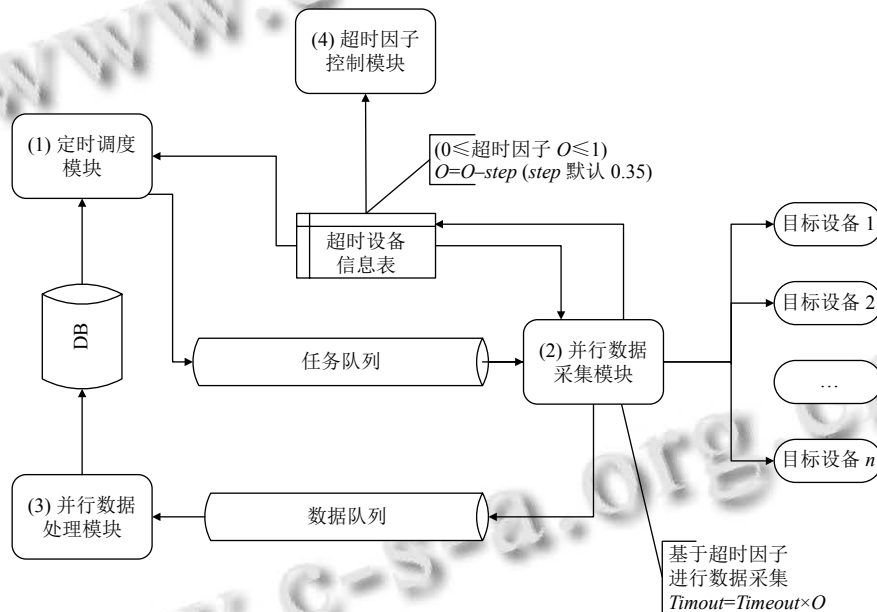 (4) 超时因子
控制模块
(1) 定时调度
模块
(0≤超时因子 O≤1)
O=O–step (step 默认 0.35)
超时设备
信息表
目标设备 1
DB
目标设备 2
任务队列
(2) 并行数据
采集模块
…
目标设备 n
(3) 并行数据
处理模块
数据队列
基于超时因子
进行数据采集
Timout=Timeout×O
www.c
www.c-s-a.org.c